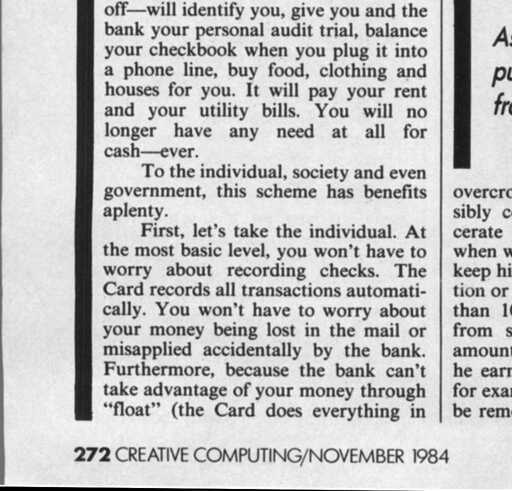 off—will identify you, give you and the
bank your personal audit trial, balance
your checkbook when you plug it into
a phone line, buy food, clothing and
houses for you. It will pay your rent
and your utility bills. You will no
longer have any need at all for
cash—ever.
To the individual, society and even
government, this scheme has benefits
aplenty.
First, let's take the individual. At
the most basic level, you won't have to
worry about recording checks. The
Card records all transactions automati-
cally. You won't have to worry about
your money being lost in the mail or
misapplied accidentally by the bank.
Furthermore, because the bank can't
take advantage of your money through
"float" (the Card does everything in
272 CREATIVE COMPUTING/NOVEMBER 1984
overcro
sibly c
cerate
when w
keep hi
tion or
than 10
from s
amount
he earn
for exa
be rem
As
pu
fro